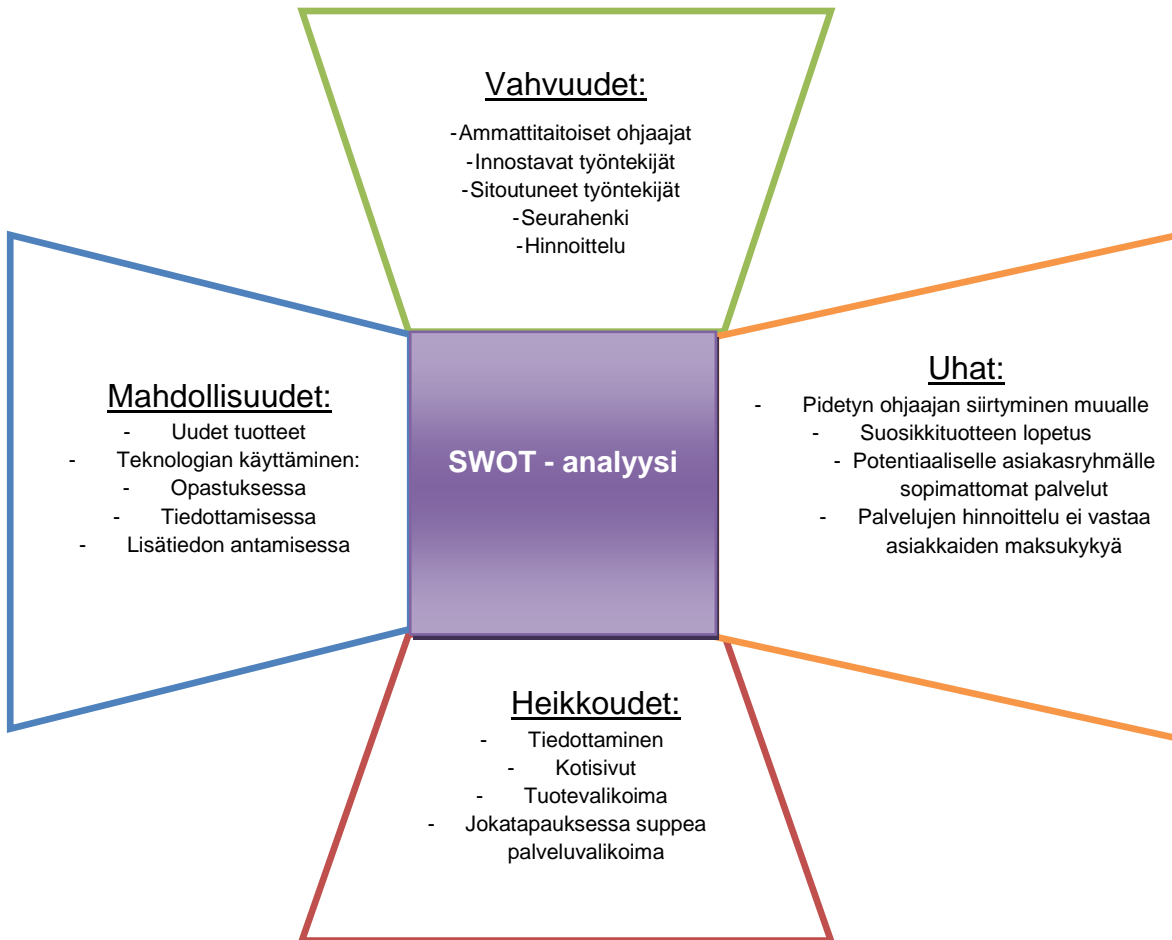 Vahvuudet:
-Ammattitaitoiset ohjaajat
-Innostavat työntekijät
-Sitoutuneet työntekijät
-Seurahenki
-Hinnoittelu
Mahdollisuudet:
- Uudet tuotteet
- Teknologian käyttäminen:
- Opastuksessa
- Tiedottamisessa
- Lisätiedon antamisessa
SWOT - analyysi
Uhat:
- Pidetyn ohjaajan siirtyminen muualle
- Suosikkituotteen lopetus
- Potentiaaliselle asiakasryhmälle
sopimattomat palvelut
- Palvelujen hinnoittelu ei vastaa
asiakkaiden maksukykyä
Heikkoudet:
- Tiedottaminen
- Kotisivut
- Tuotevalikoima
- Jokatapauksessa suppea
palveluvalikoima